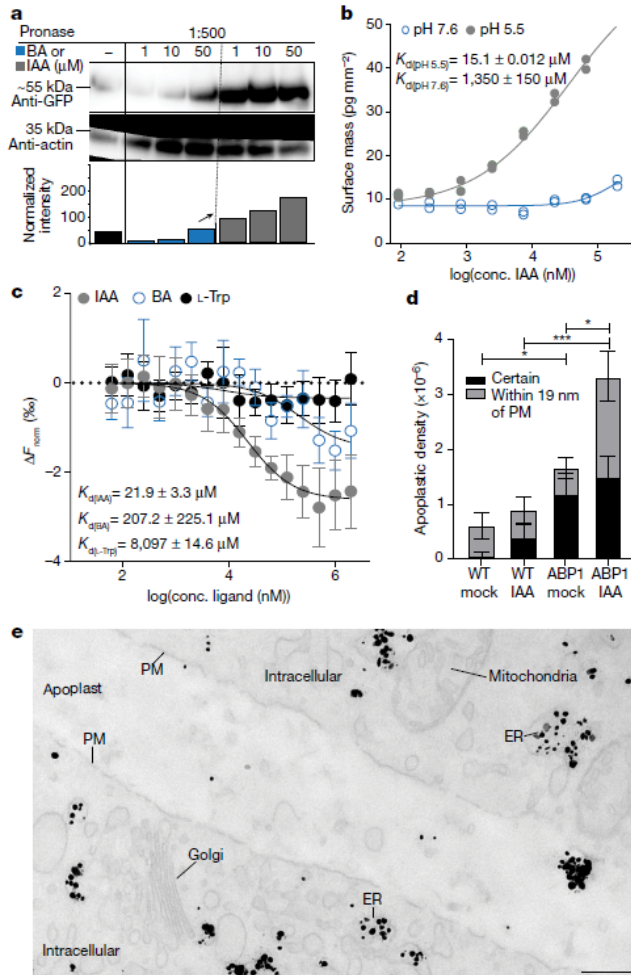 a
Pronase
1:500
BA or
IAA (μM)
– 1 10 50 1 10 50
~55 kDa
Anti-GFP
35 kDa
Anti-actin
Normalized
intensity
200
100
0
b
pH 7.6 pH 5.5
Kd(pH 5.5) = 15.1 ± 0.012 μM
Kd(pH 7.6) = 1,350 ± 150 μM
Surface mass (pg mm−2)
50
40
30
20
10
0
2 3 4 5
log(conc. IAA (nM))
c
IAA BA L-Trp
ΔFnorm (‰)
2
0
−2
−4
Kd(IAA) = 21.9 ± 3.3 μM
Kd(BA) = 207.2 ± 225.1 μM
Kd(L-Trp) = 8,097 ± 14.6 μM
2 3 4 5 6
log(conc. ligand (nM))
d
Apoplastic density (×10−6)
4
3
2
1
0
*
***
*
Certain
Within 19 nm
of PM
WT
mock
WT
IAA
ABP1
mock
ABP1
IAA
e
PM
Intracellular
Mitochondria
Apoplast
ER
PM
Golgi
ER
Intracellular